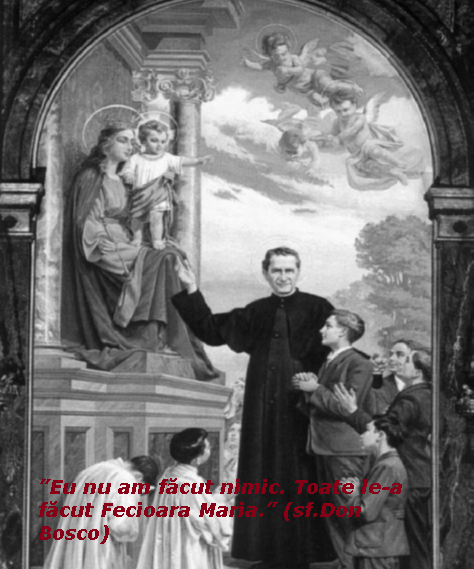 "Eu nu am făcut nimic. Toate le-a
făcut Fecioara Maria." (sf.Don
Bosco)